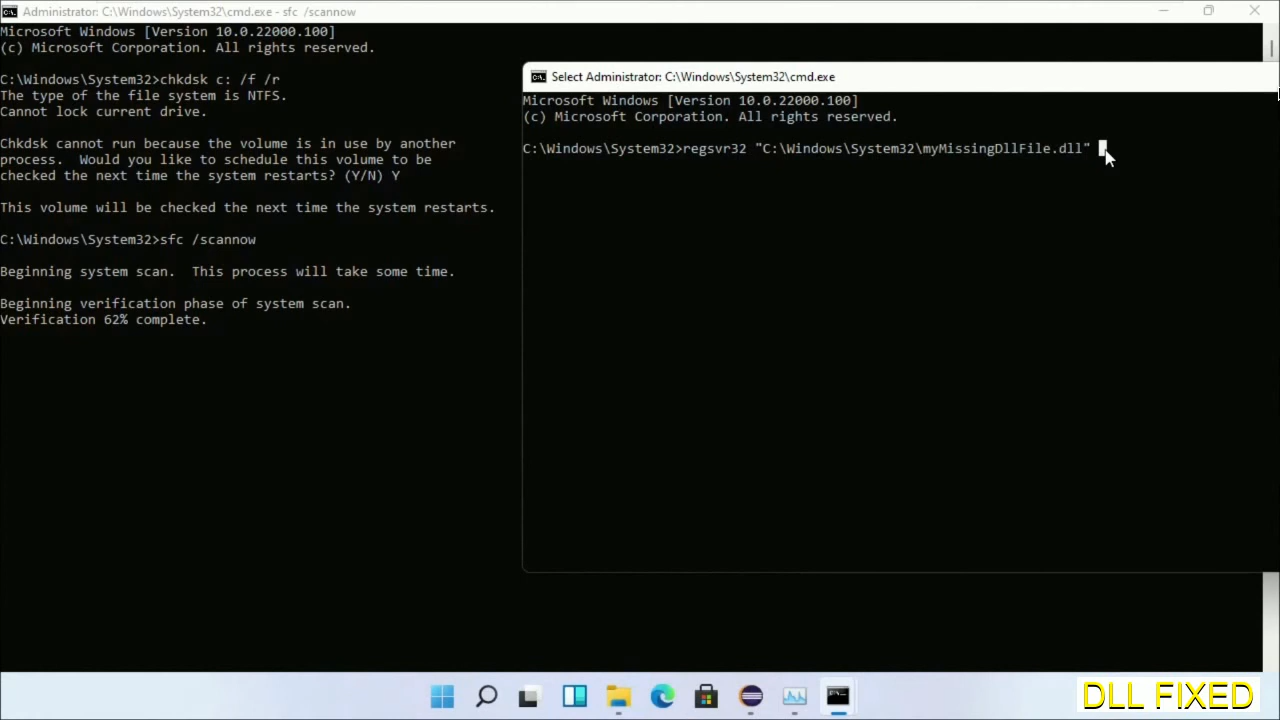 Administrator: C:\Windows\System32\cmd.exe - sfc  /scannow
Microsoft Windows [Version 10.0.22000.100]
(c) Microsoft Corporation. All rights reserved.
C:\Windows\System32>chkdsk c: /f /r
The type of the file system is NTFS.
Cannot lock current drive.
Chkdsk cannot run because the volume is in use by another
process.  Would you like to schedule this volume to be
checked the next time the system restarts? (Y/N) Y
This volume will be checked the next time the system restarts.
C:\Windows\System32>sfc /scannow
Beginning system scan.  This process will take some time.
Beginning verification phase of system scan.
Verification 62% complete.
Select Administrator: C:\Windows\System32\cmd.exe
Microsoft Windows [Version 10.0.22000.100]
(c) Microsoft Corporation. All rights reserved.
C:\Windows\System32>regsvr32 "C:\Windows\System32\myMissingDllFile.dll"
DLL FIXED